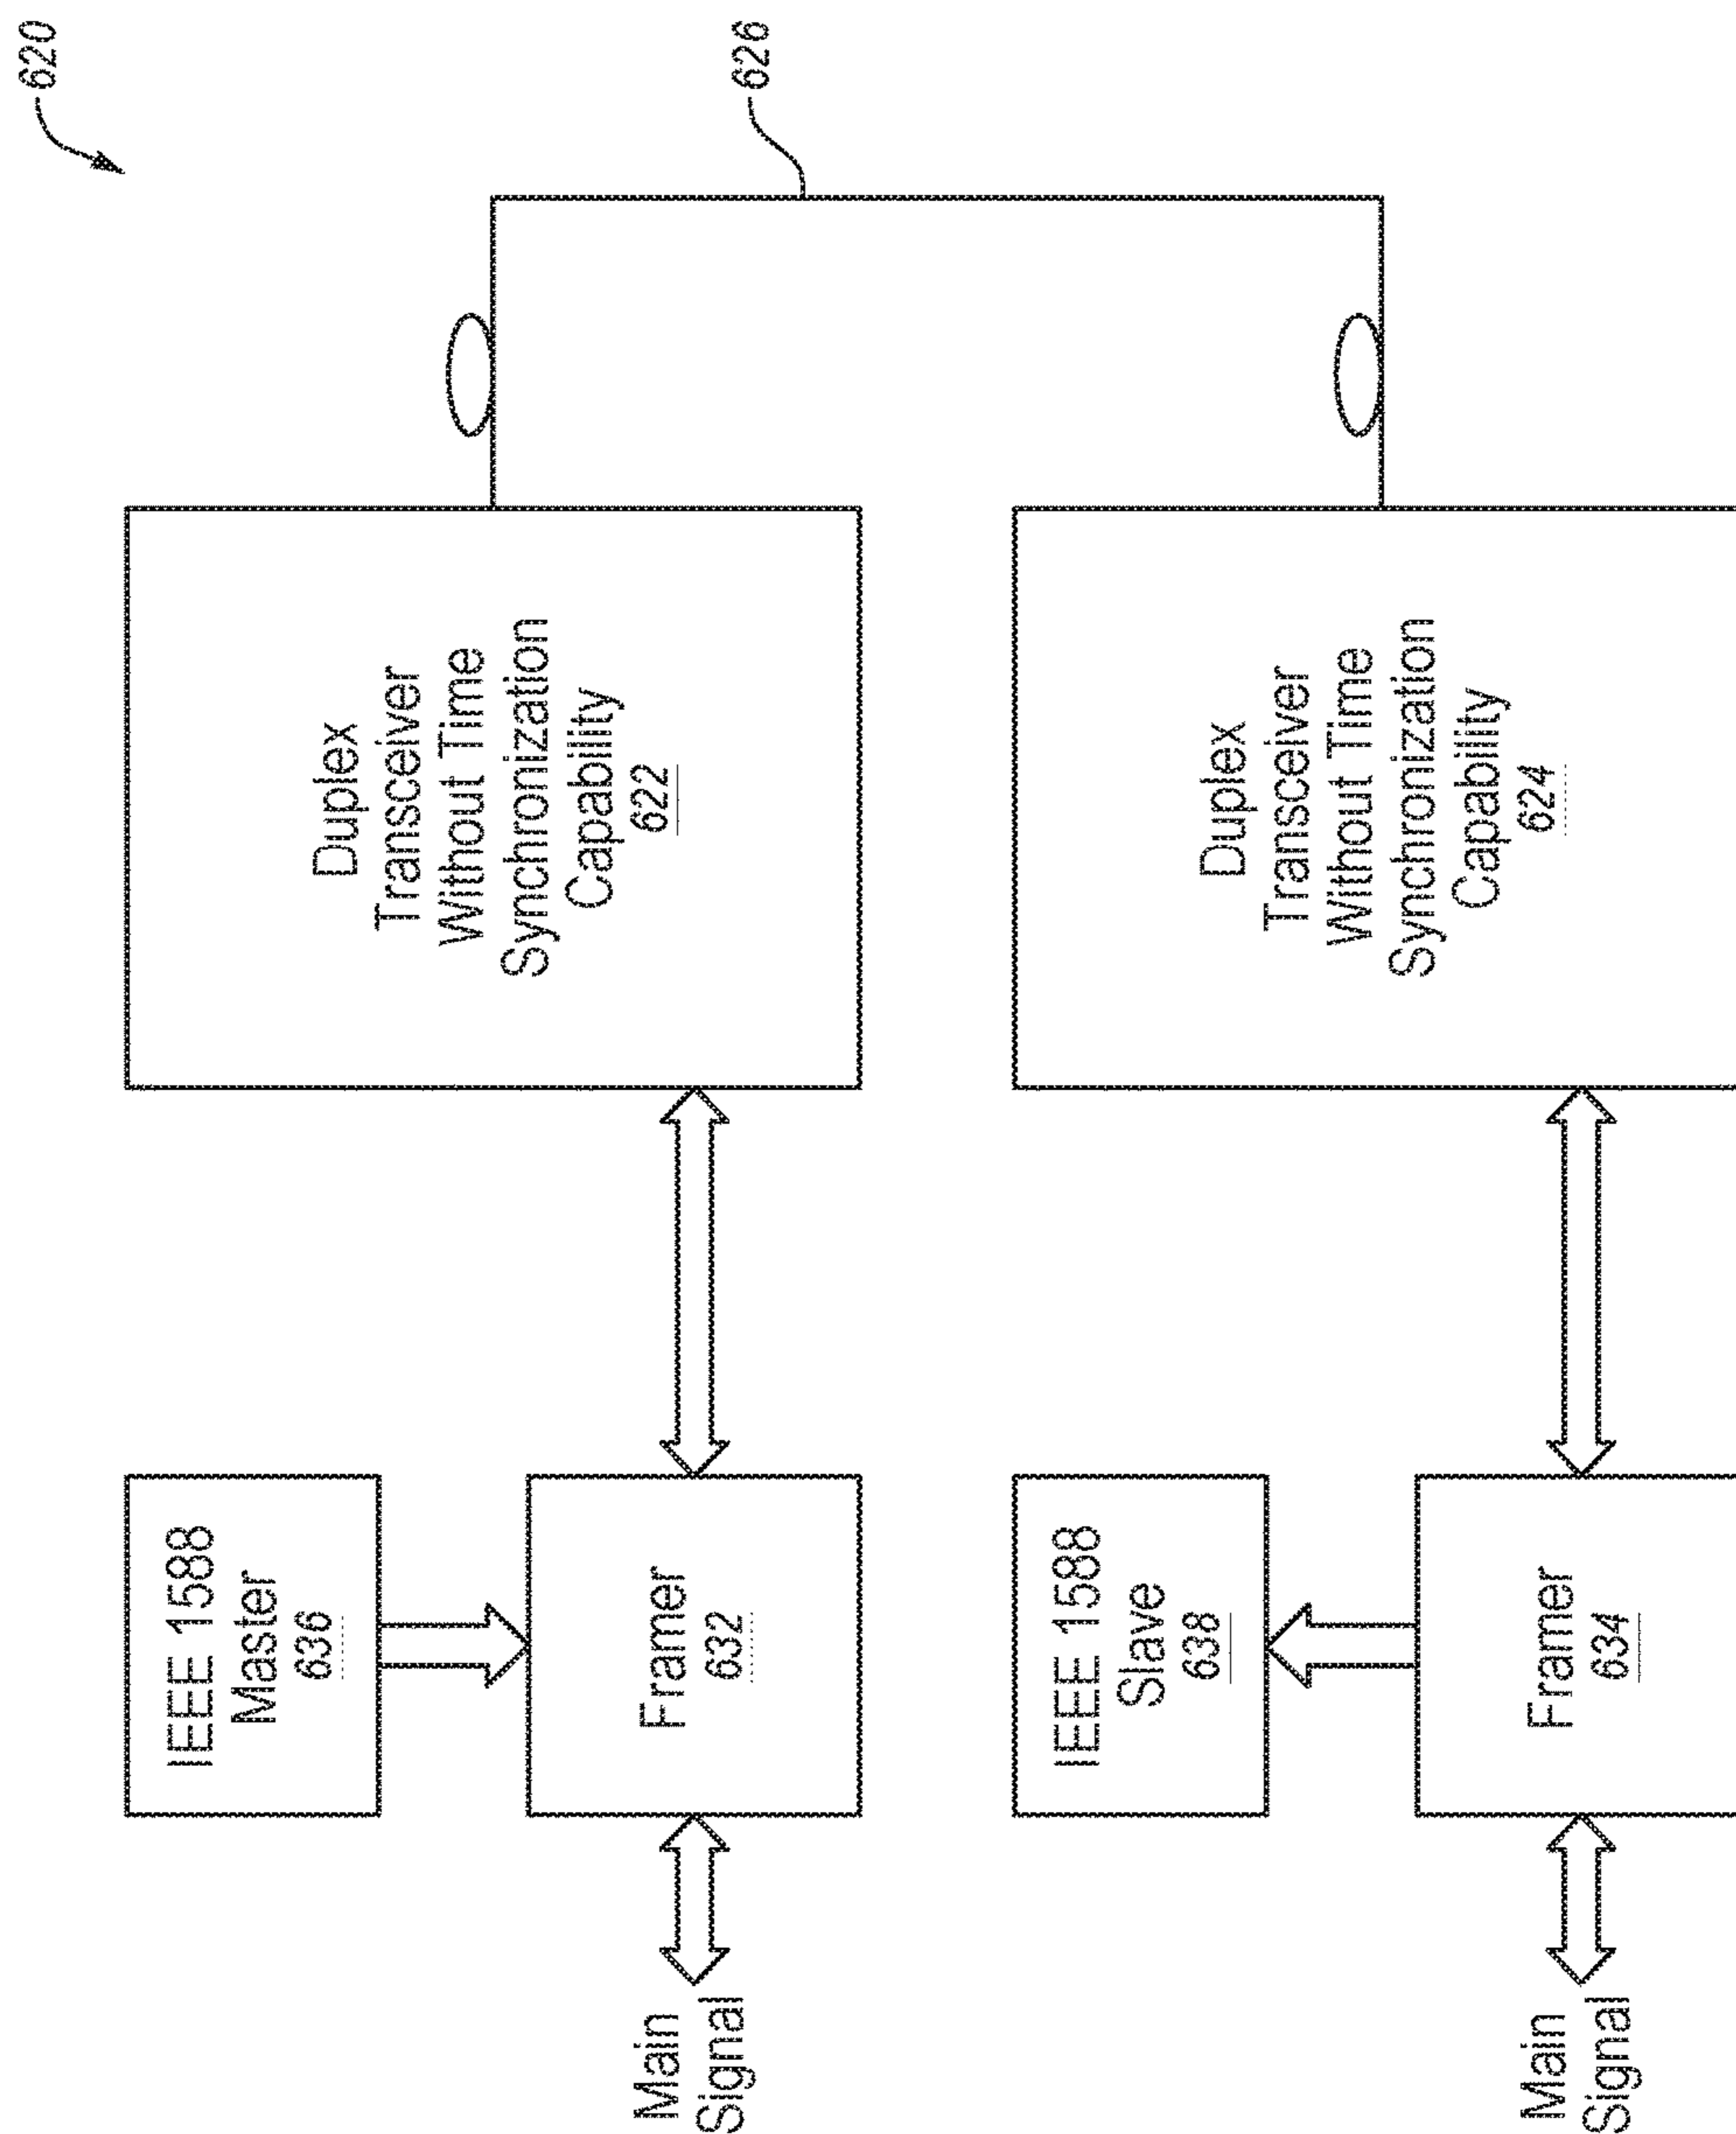 620
626
Duplex
Transceiver
Without Time
Synchronization
Capability
622
Duplex
Transceiver
Without Time
Synchronization
Capability
624
IEEE 1588
Master
636
Framer
632
IEEE 1588
Slave
638
Framer
634
Main
Signal
Main
Signal